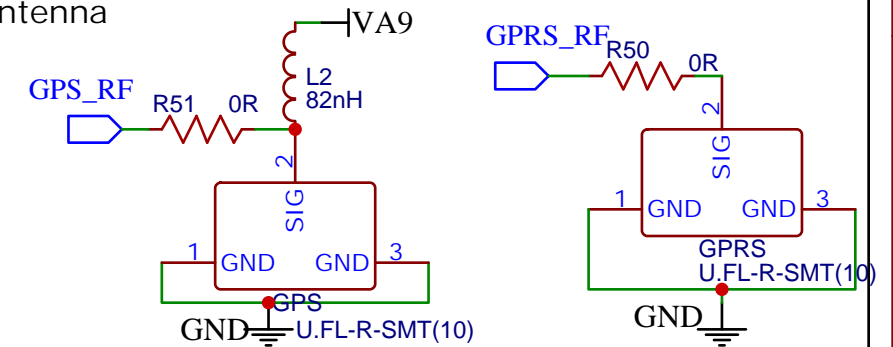 ntenna
VA9
L2
82nH
GPS_RF
R51 0R
2
SIG
1 GND GND 3
GPS
GND U.FL-R-SMT(10)
GPRS_RF
R50 0R
2
SIG
1 GND GND 3
GPRS
U.FL-R-SMT(10)
GND